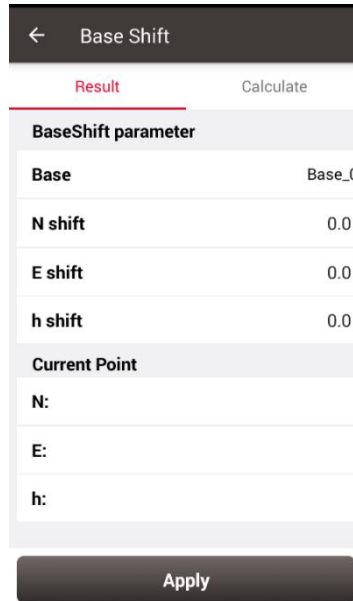 Base Shift
Result Calculate
BaseShift parameter
Base Base_0
N shift 0.0
E shift 0.0
h shift 0.0
Current Point
N:
E:
h:
Apply